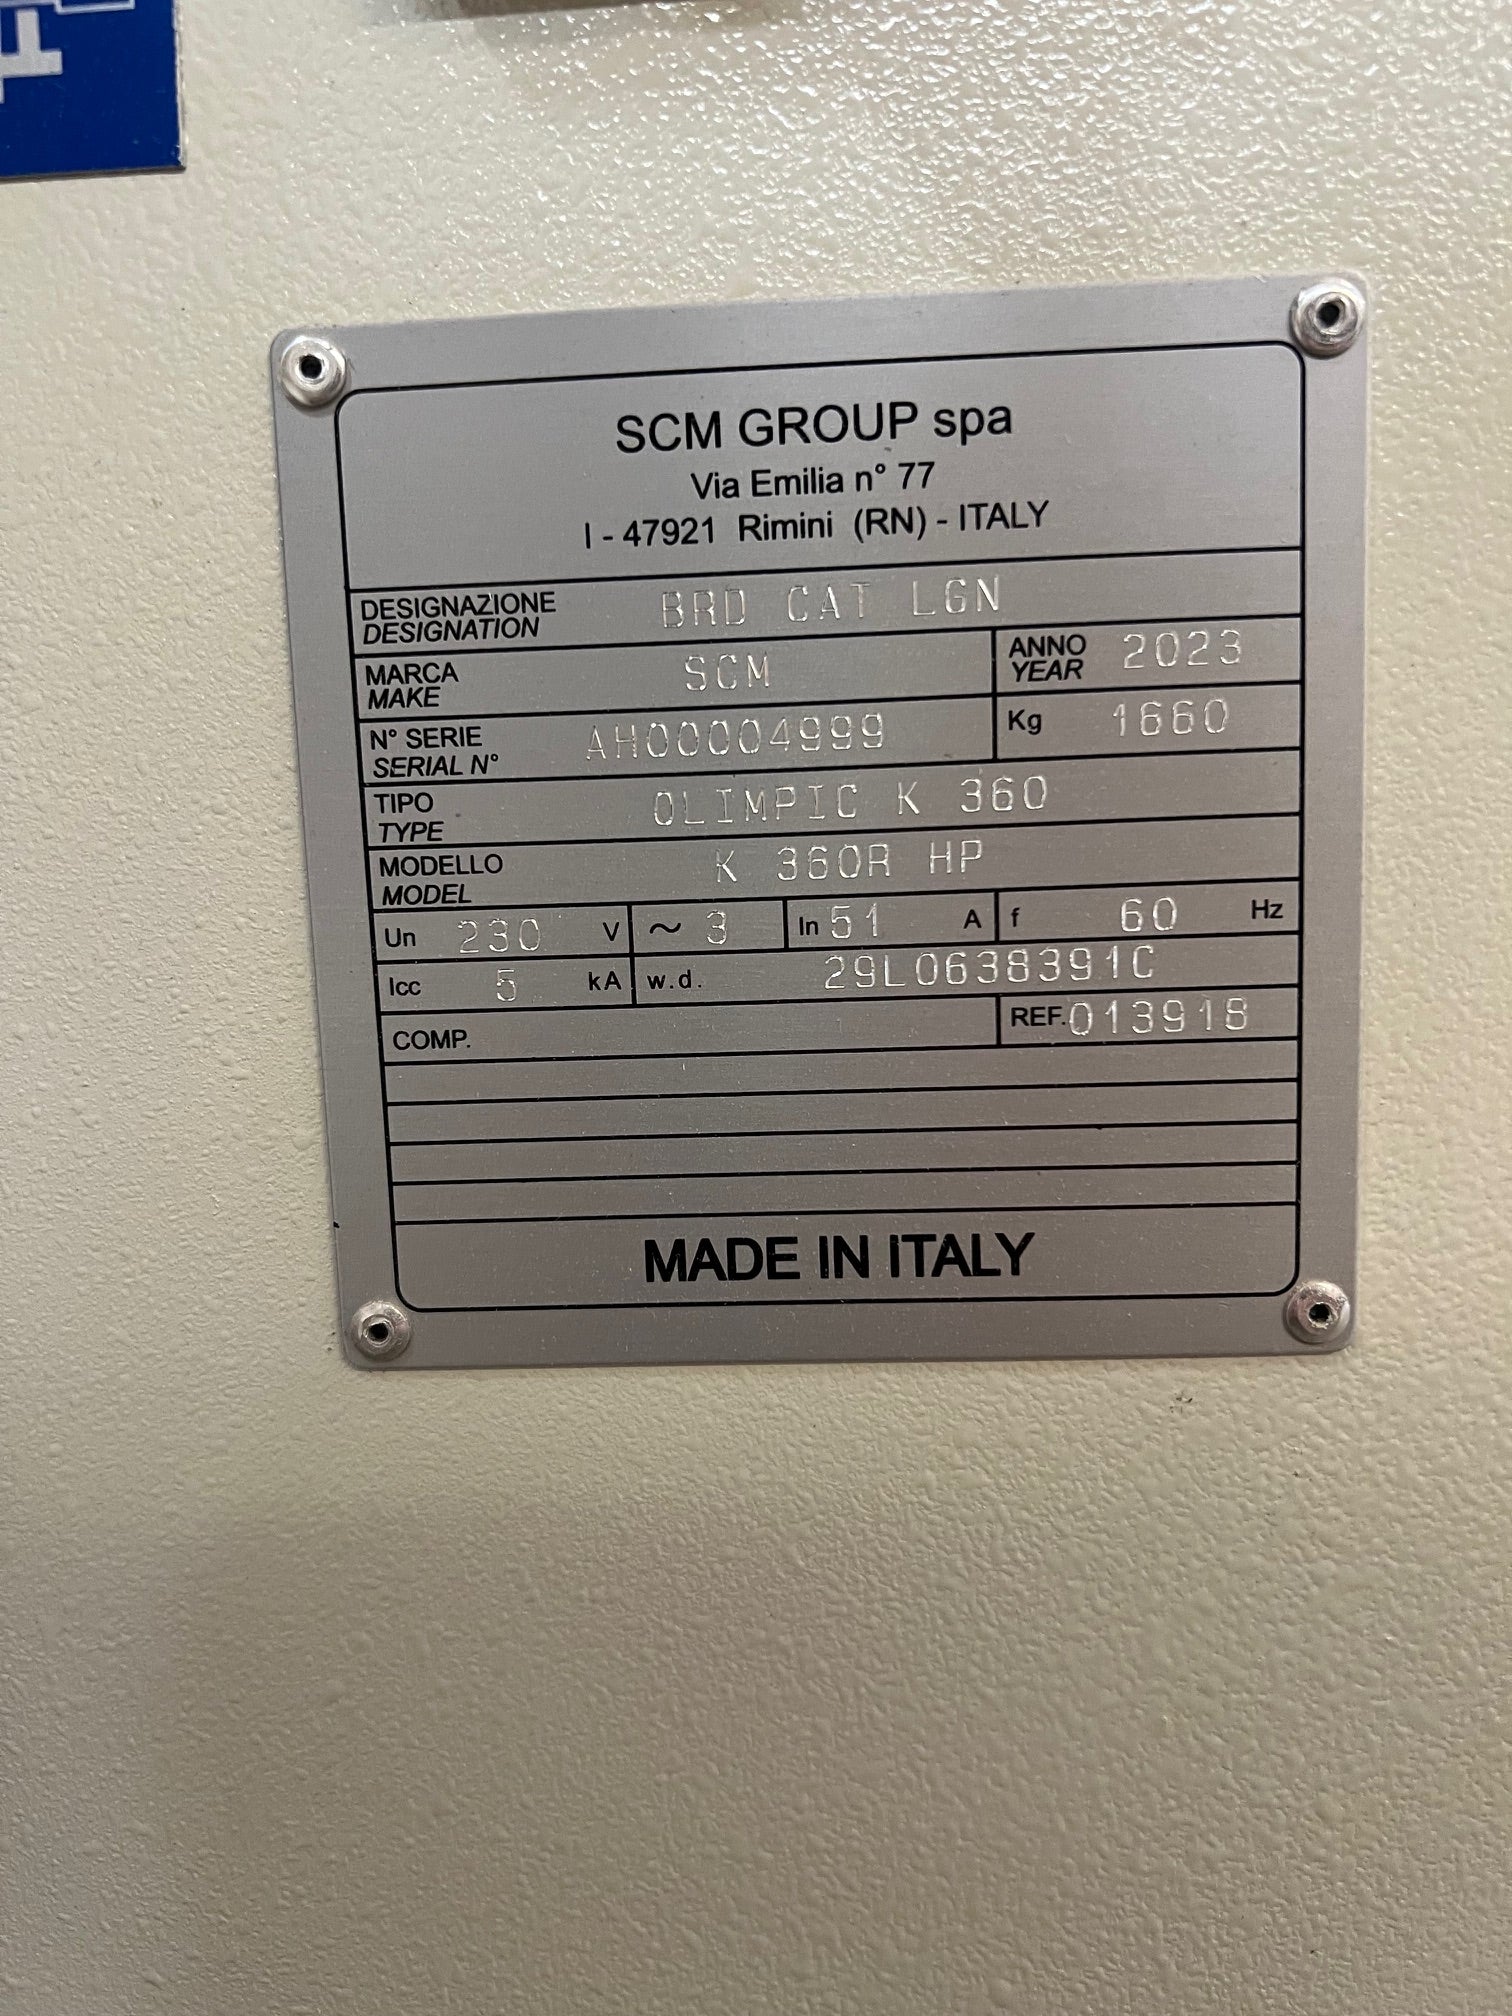 SCM GROUP spa
Via Emilia n° 77
I - 47921 Rimini (RN) - ITALY
DESIGNAZIONE
DESIGNATION
BRD CAT LGN
MARCA
MAKE
SCM
ANNO
YEAR
2023
N° SERIE
SERIAL N°
AH00004999
Kg 1660
TIPO
TYPE
OLIMPIC K 360
MODELLO
MODEL
K 360R HP
Un 230 V ~ 3 In 51 A f 60 Hz
Icc 5 kA w.d. 29L0638391C
COMP. REF. 013918
MADE IN ITALY